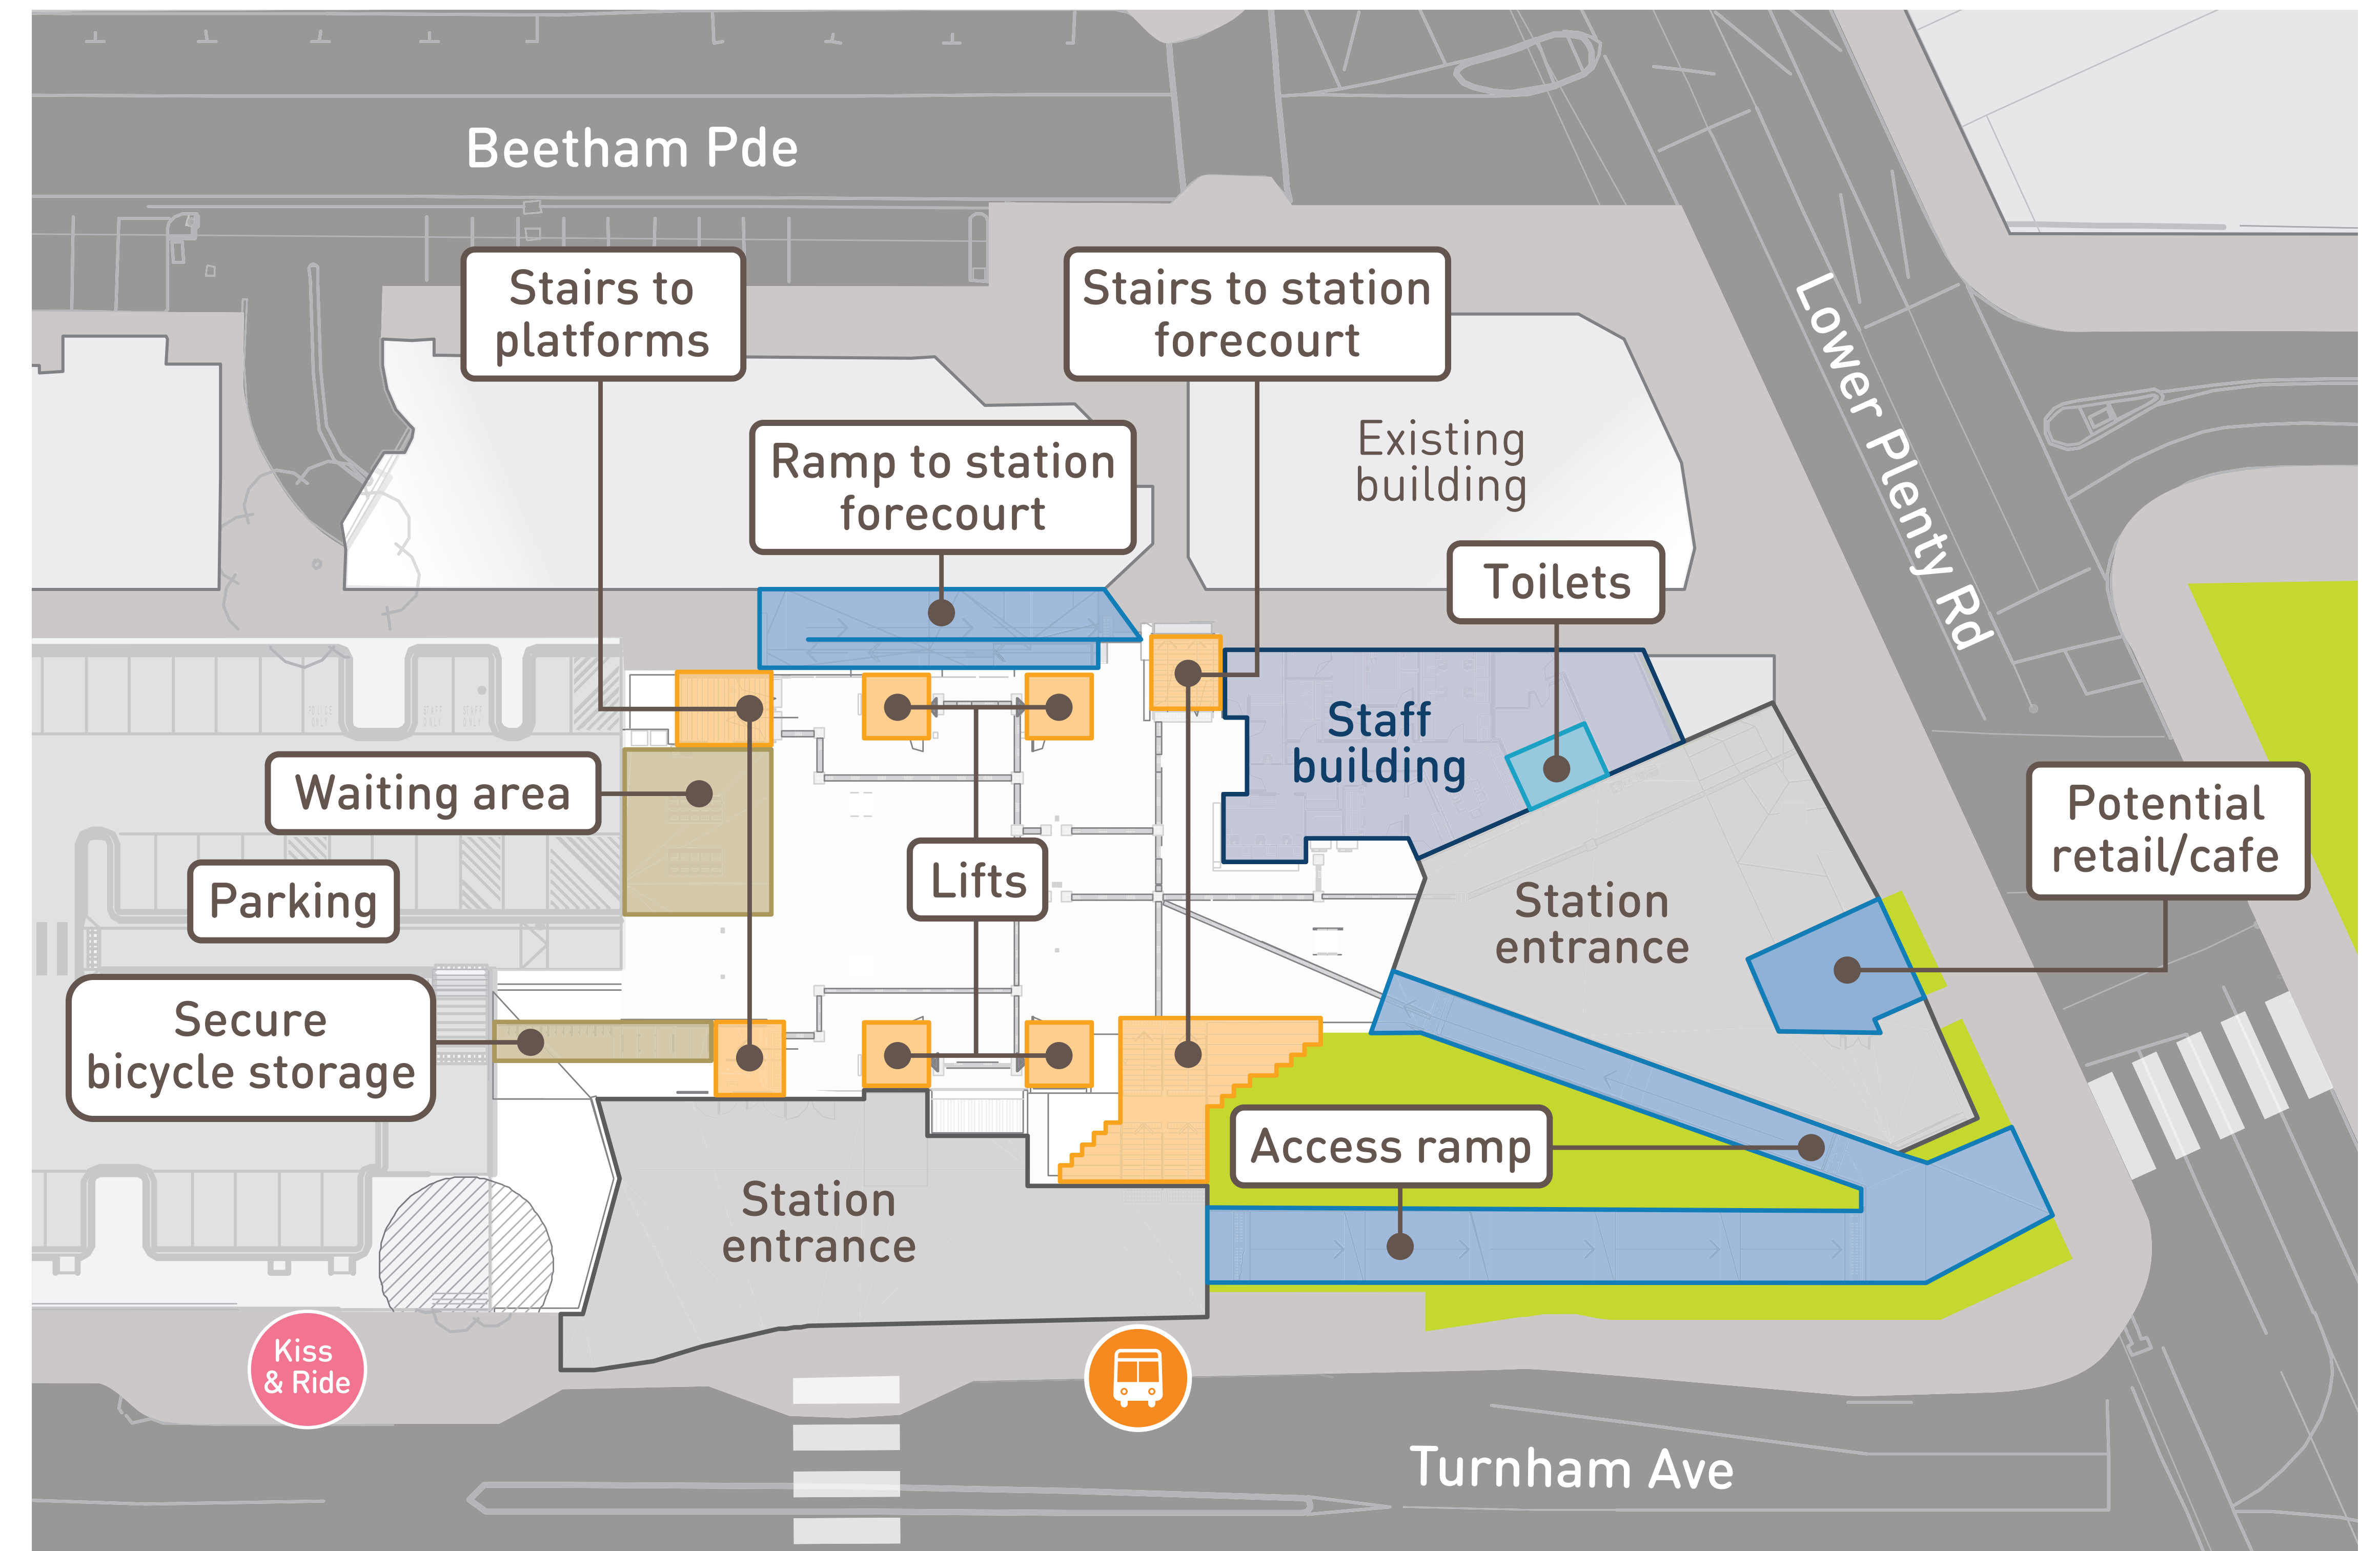 Beetham Pde
Stairs to
platforms
Stairs to station
forecourt
Lower Plenty Rd
Existing
building
Ramp to station
forecourt
Toilets
Staff
building
Waiting area
Potential
retail/cafe
Lifts
Parking
Station
entrance
Secure
bicycle storage
Access ramp
Station
entrance
Kiss
& Ride
Turnham Ave